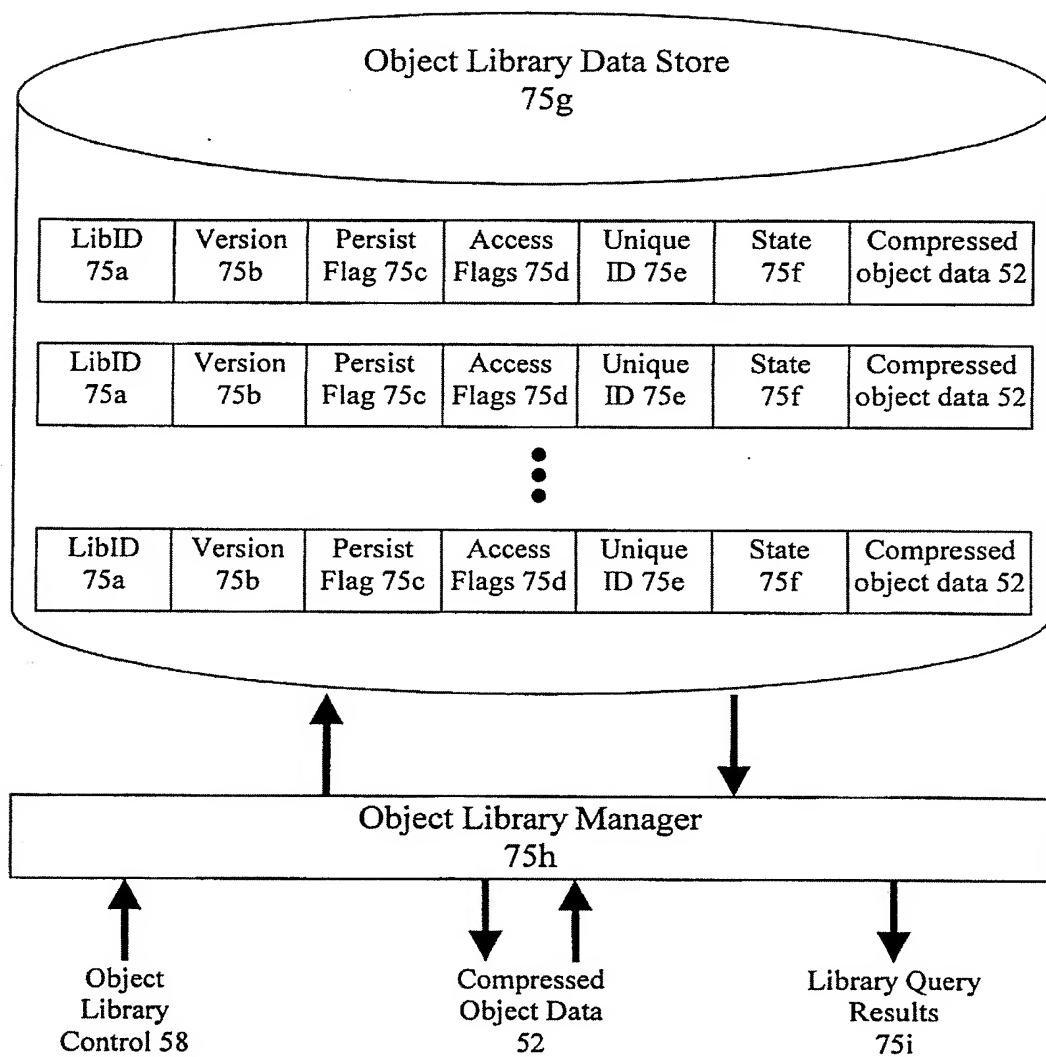 Object Library Data Store
75g
LibID
75a
Version
75b
Persist
Flag 75c
Access
Flags 75d
Unique
ID 75e
State
75f
Compressed
object data 52
LibID
75a
Version
75b
Persist
Flag 75c
Access
Flags 75d
Unique
ID 75e
State
75f
Compressed
object data 52
LibID
75a
Version
75b
Persist
Flag 75c
Access
Flags 75d
Unique
ID 75e
State
75f
Compressed
object data 52
Object Library Manager
75h
Object
Library
Control 58
Compressed
Object Data
52
Library Query
Results
75i